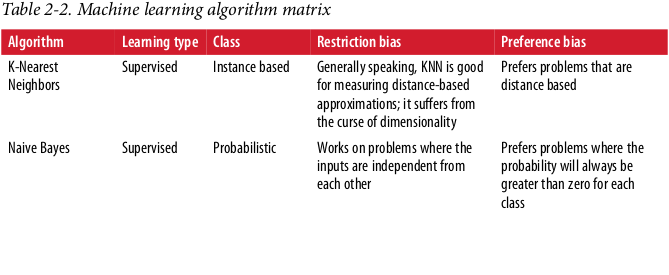 Table 2-2. Machine learning algorithm matrix
Algorithm Learning type Class Restriction bias Preference bias
K-Nearest Supervised Instance based Generally speaking, KNN is good Prefers problems that are
Neighbors for measuring distance-based distance based
approximations; it suffers from
the curse of dimensionality
Naive Bayes Supervised Probabilistic Works on problems where the Prefers problems where the
inputs are independent from probability will always be
each other greater than zero for each
class